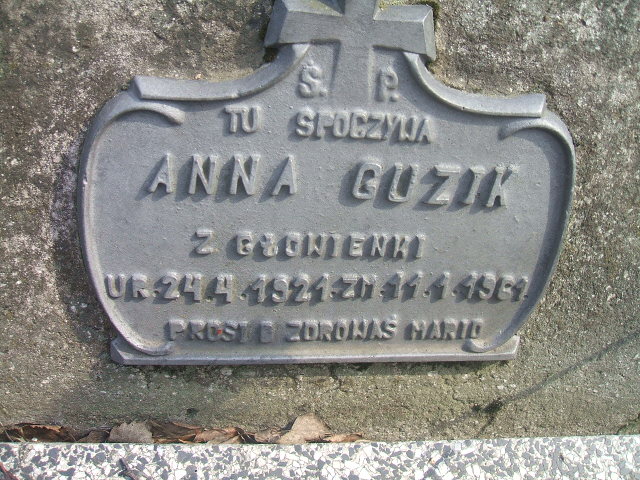 Ś. P.
TU SPOCZYWA
ANNA GUZIK
Z GŁOWIENKI
UR. 24.4.1921. ZM. 11.1.1961.
PROSI O ZDROWAŚ MARIO